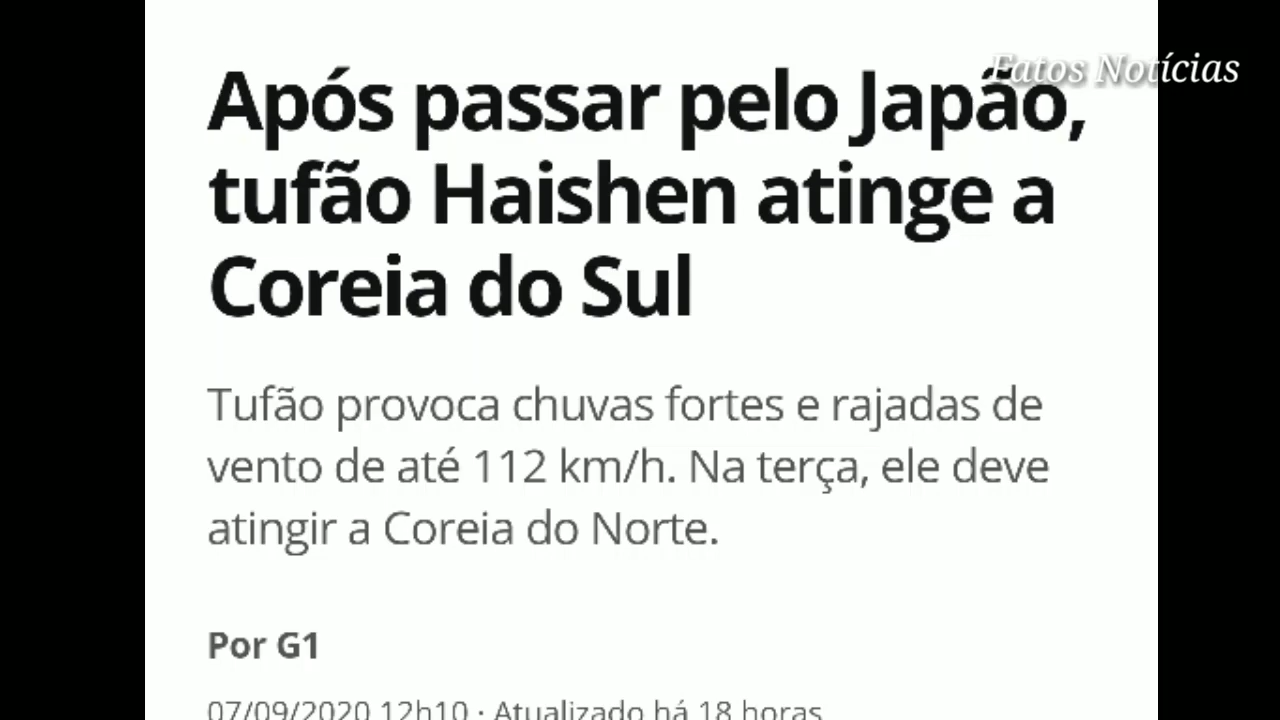 Fatos Notícias
Após passar pelo Japão,
tufão Haishen atinge a
Coreia do Sul
Tufão provoca chuvas fortes e rajadas de
vento de até 112 km/h. Na terça, ele deve
atingir a Coreia do Norte.
Por G1
07/09/2020 12h10 · Atualizado há 18 horas